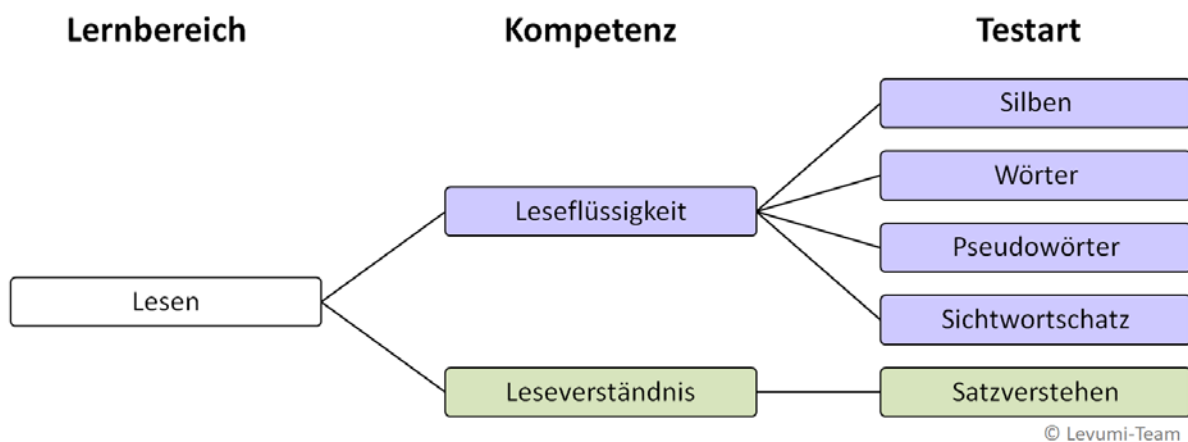 Lernbereich Kompetenz Testart
Silben
Wörter
Leseflüssigkeit
Pseudowörter
Lesen
Sichtwortschatz
Leseverständnis Satzverstehen
© Levumi-Team